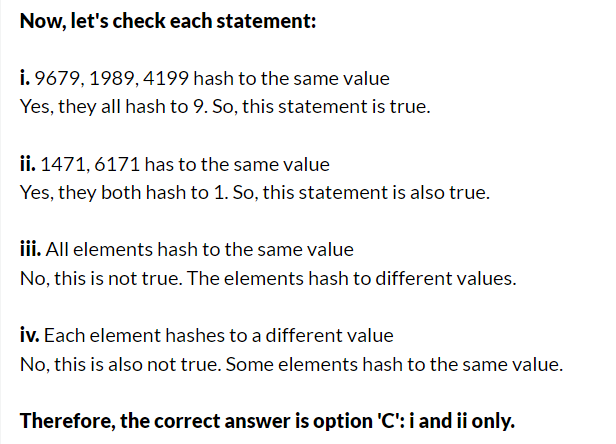 Now, let's check each statement:
i. 9679, 1989, 4199 hash to the same value
Yes, they all hash to 9. So, this statement is true.
ii. 1471, 6171 has to the same value
Yes, they both hash to 1. So, this statement is also true.
iii. All elements hash to the same value
No, this is not true. The elements hash to different values.
iv. Each element hashes to a different value
No, this is also not true. Some elements hash to the same value.
Therefore, the correct answer is option 'C': i and ii only.